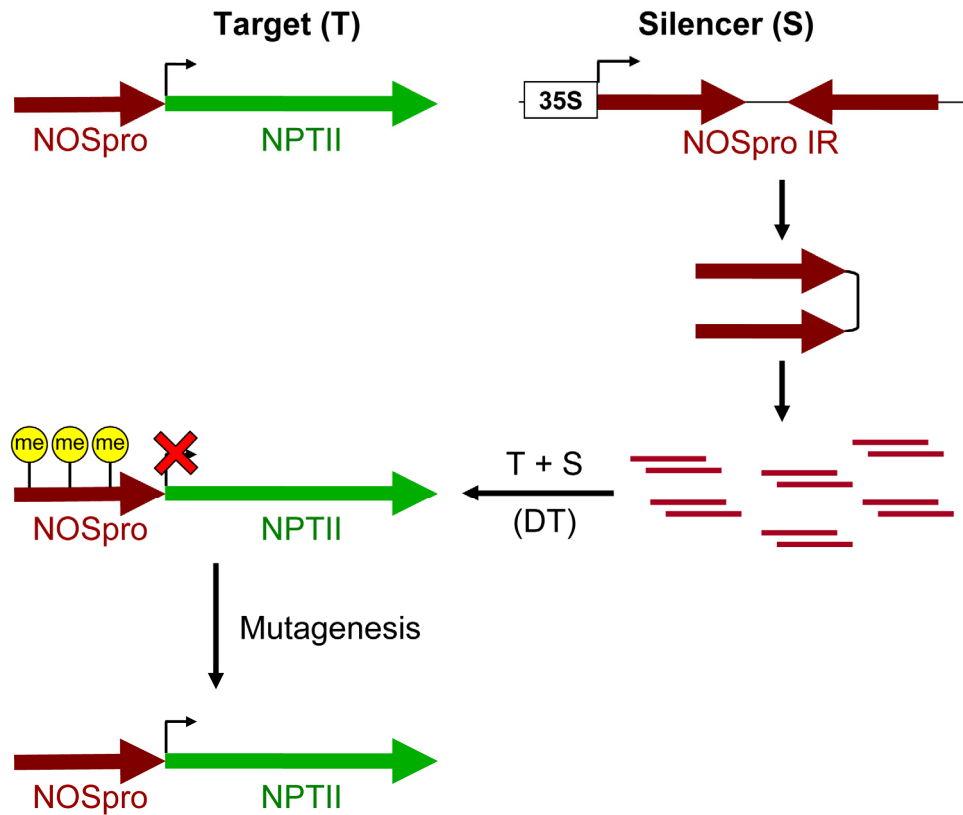 Target (T)
Silencer (S)
NOSpro
NPTII
35S
NOSpro IR
me
me
me
NOSpro
NPTII
T + S
(DT)
Mutagenesis
NOSpro
NPTII